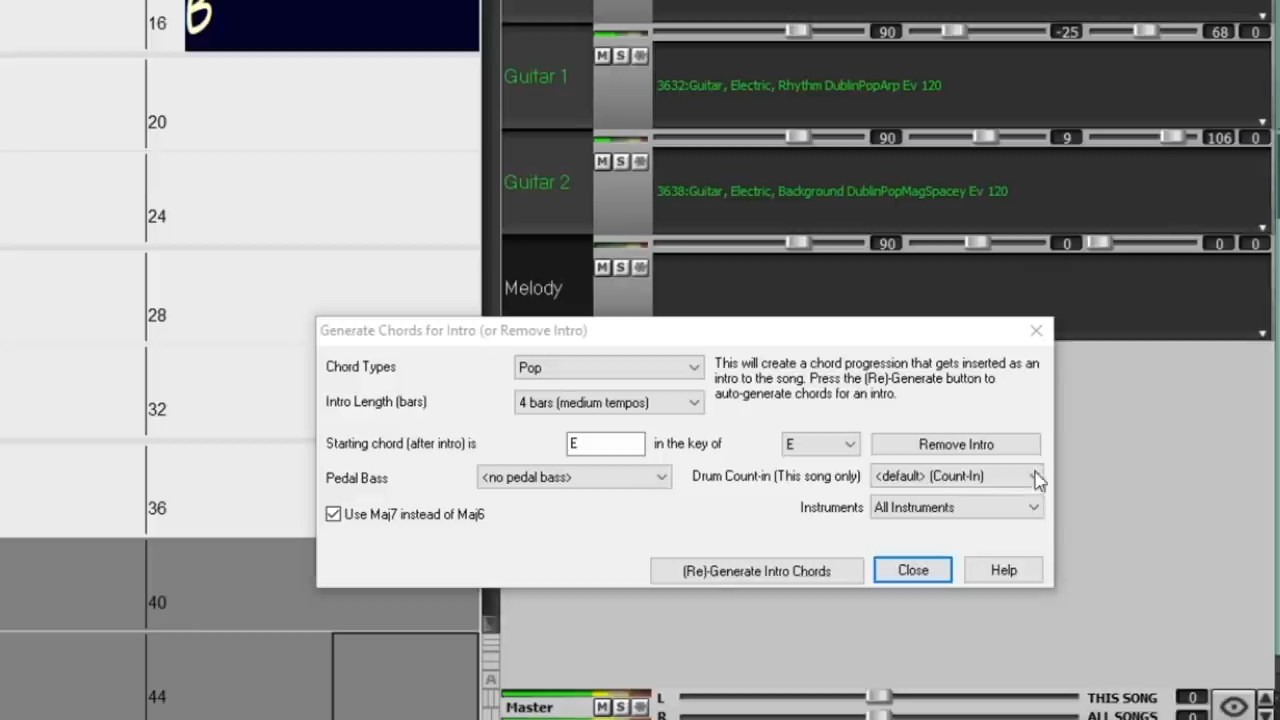 16
B
90
-25
68
0
Guitar 1
M S
3632:Guitar, Electric, Rhythm DublinPopArp Ev 120
20
90
9
106
0
Guitar 2
M S
3638:Guitar, Electric, Background DublinPopMagSpacey Ev 120
24
90
0
0
0
Melody
M S
28
Generate Chords for Intro (or Remove Intro)
Chord Types
Pop
This will create a chord progression that gets inserted as an
intro to the song. Press the (Re)-Generate button to
auto-generate chords for an intro.
Intro Length (bars)
4 bars (medium tempos)
32
Starting chord (after intro) is
E
in the key of
E
Remove Intro
Pedal Bass
<no pedal bass>
Drum Count-in (This song only)
<default> (Count-In)
36
Use Maj7 instead of Maj6
Instruments
All Instruments
(Re)-Generate Intro Chords
Close
Help
40
A
44
Master
M S
L
R
THIS SONG
0
ALL SONGS